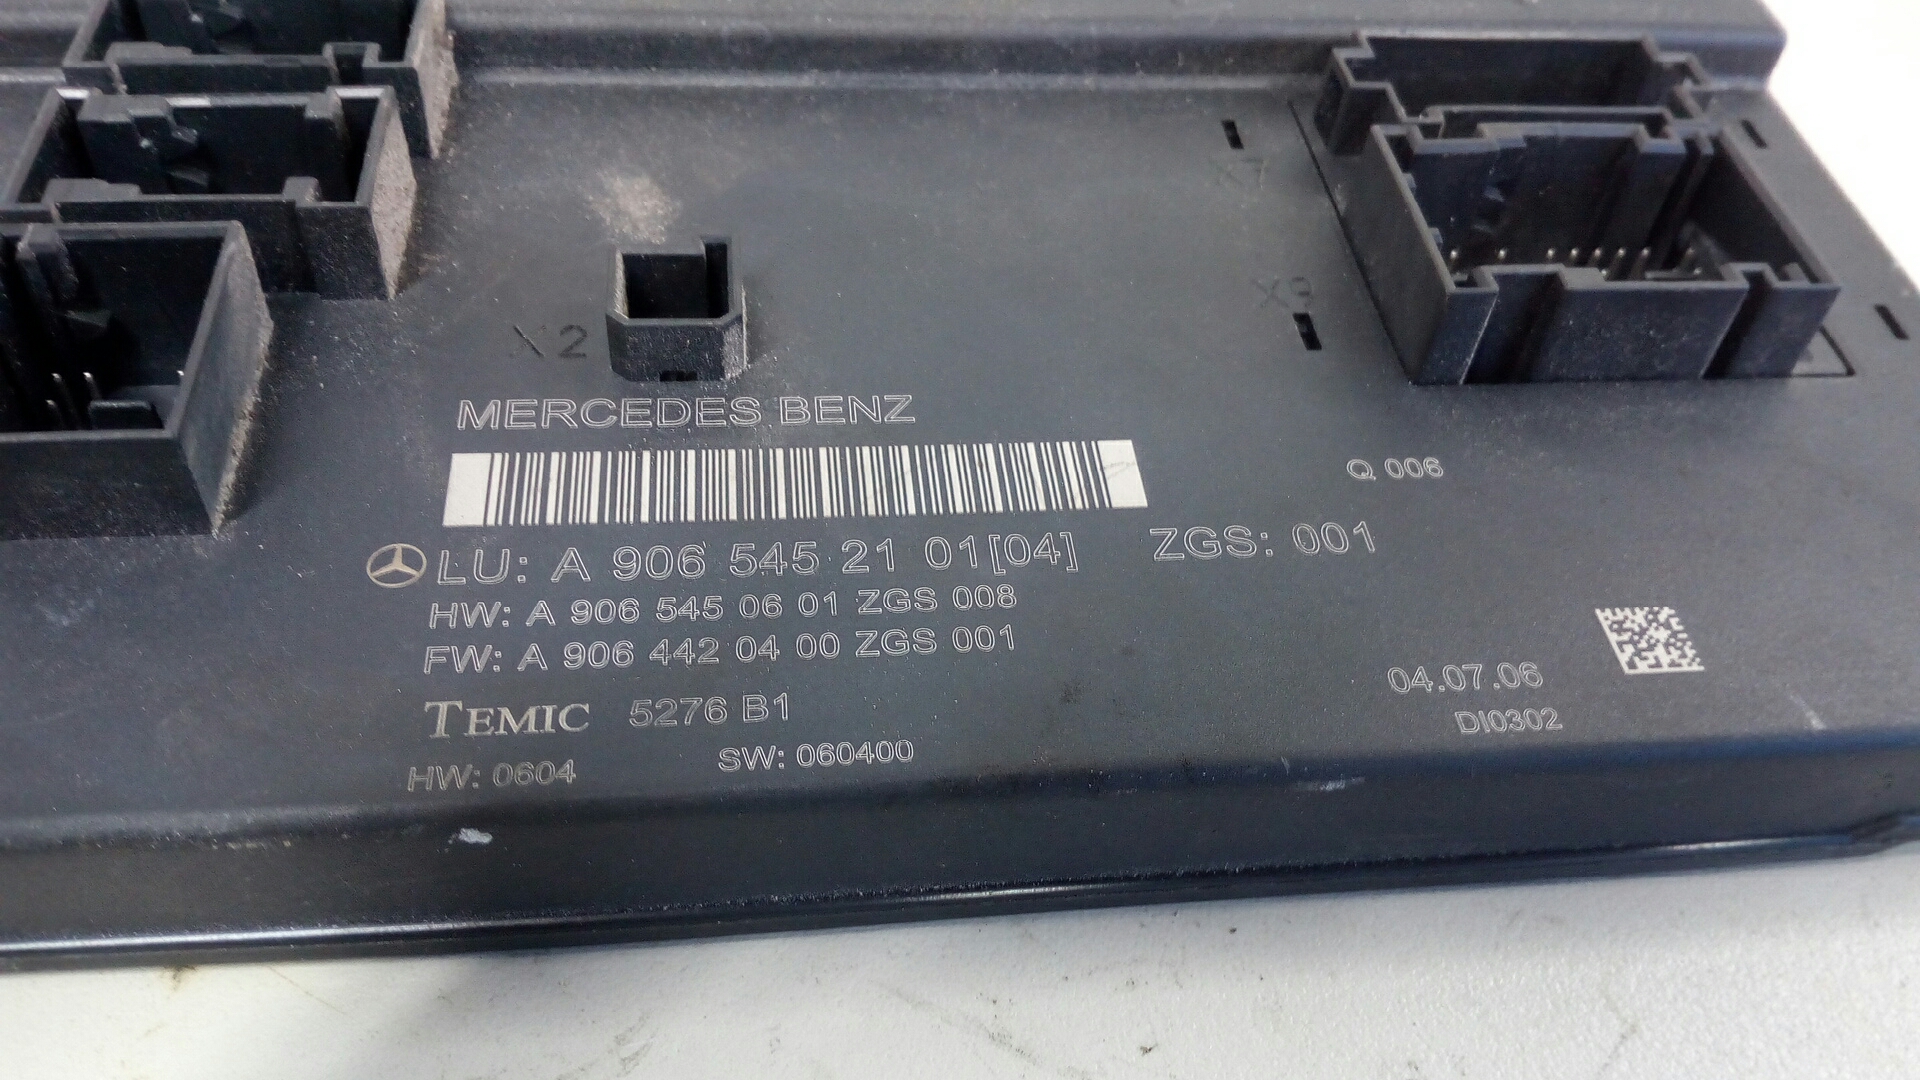 X7
X9
X2
MERCEDES BENZ
Q 006
LU: A 906 545 21 01[04] ZGS: 001
HW: A 906 545 06 01 ZGS 008
FW: A 906 442 04 00 ZGS 001
04.07.06
TEMIC 5276 B1
DI0302
HW: 0604 SW: 060400